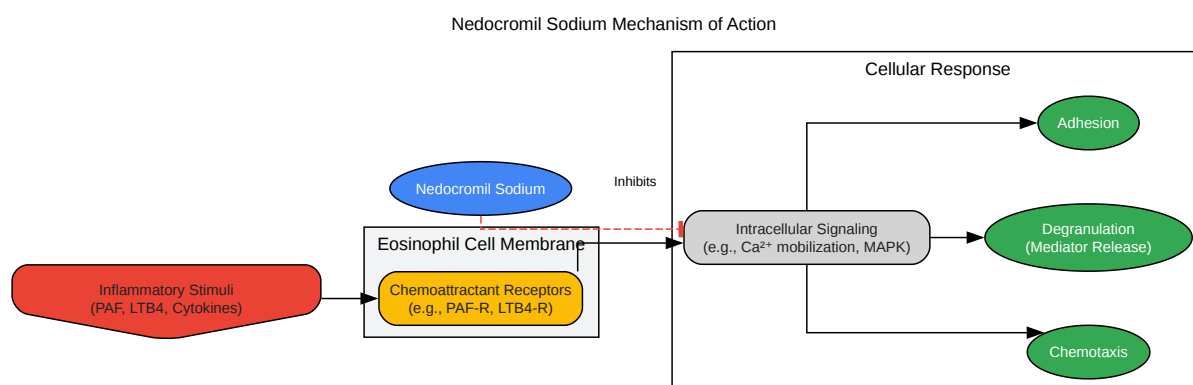 Nedocromil Sodium Mechanism of Action
Cellular Response
Adhesion
Nedocromil Sodium
Inhibits
Intracellular Signaling
(e.g., Ca²⁺ mobilization, MAPK)
Degranulation
(Mediator Release)
Eosinophil Cell Membrane
Inflammatory Stimuli
(PAF, LTB4, Cytokines)
Chemoattractant Receptors
(e.g., PAF-R, LTB4-R)
Chemotaxis